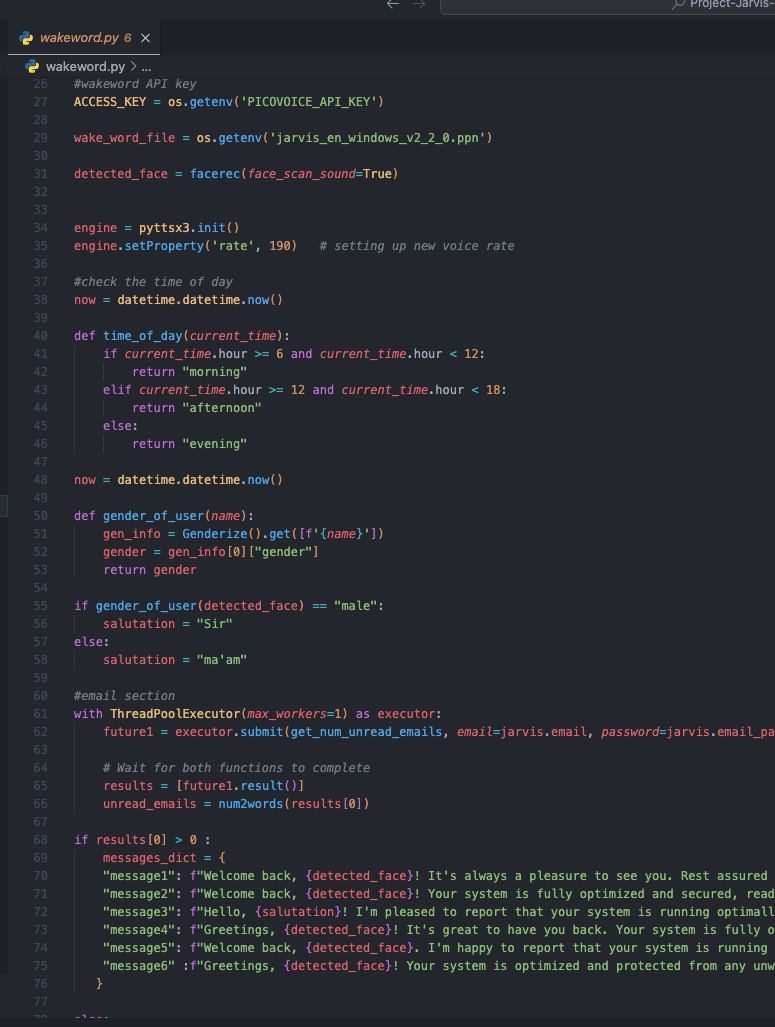 Project-Jarvis-
wakeword.py 6
wakeword.py > ...
26 #wakeword API key
27 ACCESS_KEY = os.getenv('PICOVOICE_API_KEY')
28
29 wake_word_file = os.getenv('jarvis_en_windows_v2_2_0.ppn')
30
31 detected_face = facerec(face_scan_sound=True)
32
33
34 engine = pyttsx3.init()
35 engine.setProperty('rate', 190)   # setting up new voice rate
36
37 #check the time of day
38 now = datetime.datetime.now()
39
40 def time_of_day(current_time):
41     if current_time.hour >= 6 and current_time.hour < 12:
42         return "morning"
43     elif current_time.hour >= 12 and current_time.hour < 18:
44         return "afternoon"
45     else:
46         return "evening"
47
48 now = datetime.datetime.now()
49
50 def gender_of_user(name):
51     gen_info = Genderize().get([f'{name}'])
52     gender = gen_info[0]["gender"]
53     return gender
54
55 if gender_of_user(detected_face) == "male":
56     salutation = "Sir"
57 else:
58     salutation = "ma'am"
59
60 #email section
61 with ThreadPoolExecutor(max_workers=1) as executor:
62     future1 = executor.submit(get_num_unread_emails, email=jarvis.email, password=jarvis.email_pa
63
64     # Wait for both functions to complete
65     results = [future1.result()]
66     unread_emails = num2words(results[0])
67
68 if results[0] > 0 :
69     messages_dict = {
70     "message1": f"Welcome back, {detected_face}! It's always a pleasure to see you. Rest assured
71     "message2": f"Welcome back, {detected_face}! Your system is fully optimized and secured, read
72     "message3": f"Hello, {salutation}! I'm pleased to report that your system is running optimall
73     "message4": f"Greetings, {detected_face}! It's great to have you back. Your system is fully o
74     "message5": f"Welcome back, {detected_face}. I'm happy to report that your system is running
75     "message6" :f"Greetings, {detected_face}! Your system is optimized and protected from any unw
76    }
77
78 else: